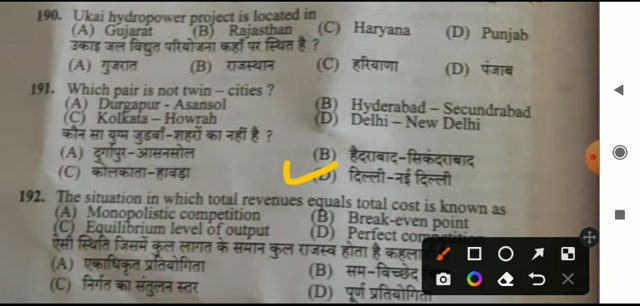 190. Ukai hydropower project is located in
(A) Gujarat (B) Rajasthan (C) Haryana (D) Punjab
उकाई जल विद्युत परियोजना कहाँ पर स्थित है ?
(A) गुजरात (B) राजस्थान (C) हरियाणा (D) पंजाब
191. Which pair is not twin – cities ?
(A) Durgapur - Asansol (B) Hyderabad – Secundrabad
(C) Kolkata – Howrah (D) Delhi – New Delhi
कौन सा युग्म जुडवाँ-शहरों का नहीं है ?
(A) दुर्गापुर-आसनसोल (B) हैदराबाद-सिकंदराबाद
(C) कोलकाता-हावड़ा (D) दिल्ली-नई दिल्ली
192. The situation in which total revenues equals total cost is known as
(A) Monopolistic competition (B) Break-even point
(C) Equilibrium level of output (D) Perfect
ऐसी स्थिति जिसमें कुल लागत के समान कुल राजस्व होता है
(A) एकाधिकृत प्रतियोगिता (B) सम-विच्छेद
(C) निर्गत का संतुलन स्तर (D) पूर्ण प्रतियोगिता